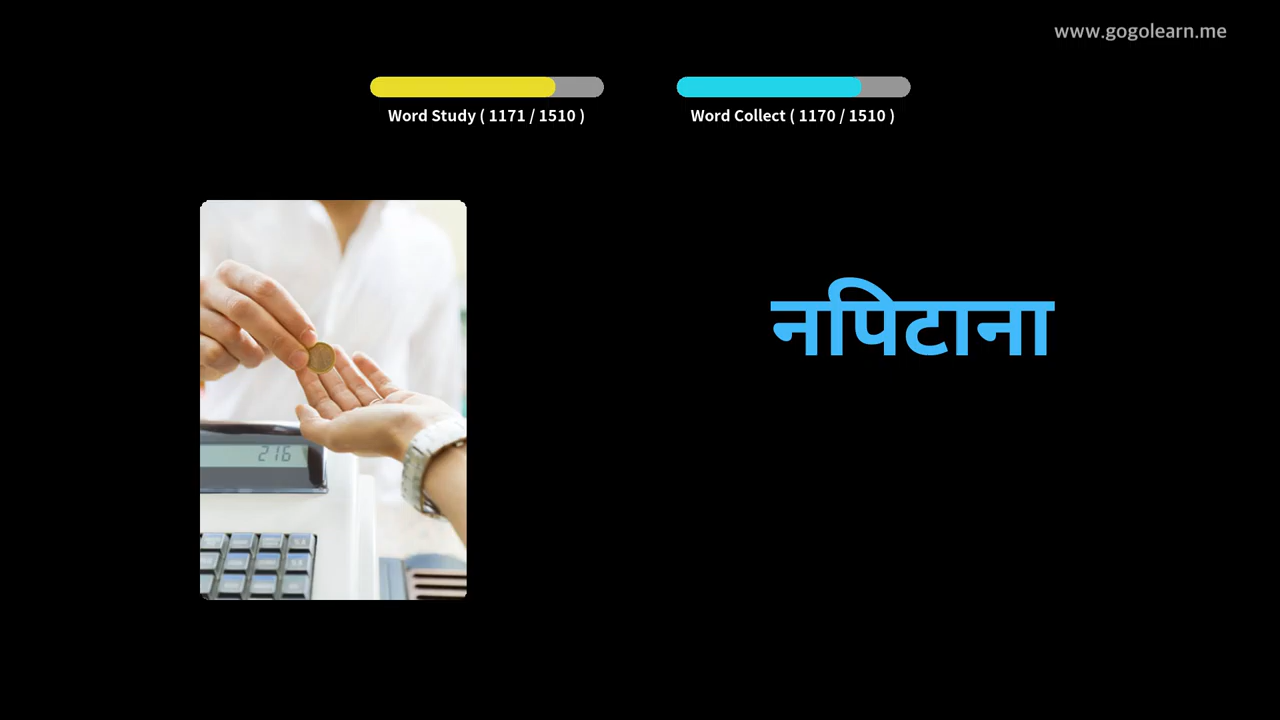 www.gogolearn.me
Word Study ( 1171 / 1510 )
Word Collect ( 1170 / 1510 )
नपिटाना
216